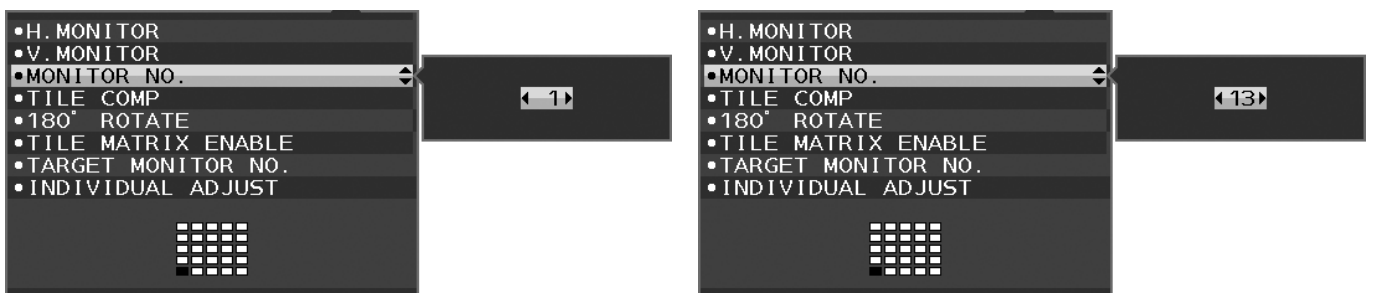 •H.MONITOR
•V.MONITOR
•MONITOR NO.
1
•TILE COMP
•180° ROTATE
•TILE MATRIX ENABLE
•TARGET MONITOR NO.
•INDIVIDUAL ADJUST
•H.MONITOR
•V.MONITOR
•MONITOR NO.
13
•TILE COMP
•180° ROTATE
•TILE MATRIX ENABLE
•TARGET MONITOR NO.
•INDIVIDUAL ADJUST